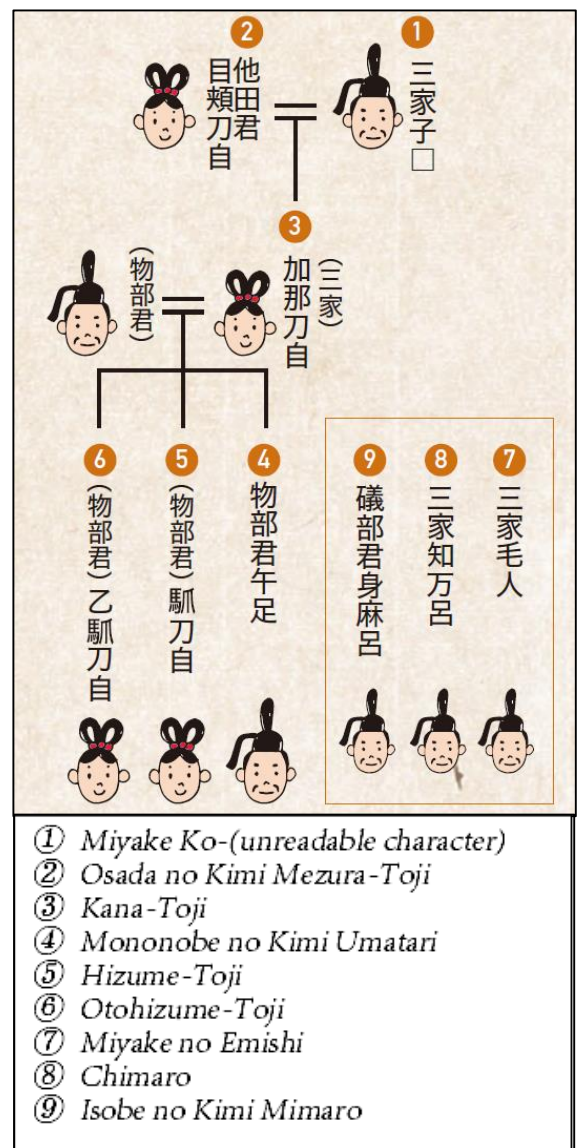 ①
三家子□
②
他田君
目頬刀自
③
(三家)
加那刀自
(物部君)
④
物部君午足
⑤
(物部君)馸刀自
⑥
(物部君)乙馸刀自
⑦
三家毛人
⑧
三家知万呂
⑨
礒部君身麻呂
① Miyake Ko-(unreadable character)
② Osada no Kimi Mezura-Toji
③ Kana-Toji
④ Mononobe no Kimi Umatari
⑤ Hizume-Toji
⑥ Otohizume-Toji
⑦ Miyake no Emishi
⑧ Chimaro
⑨ Isobe no Kimi Mimaro